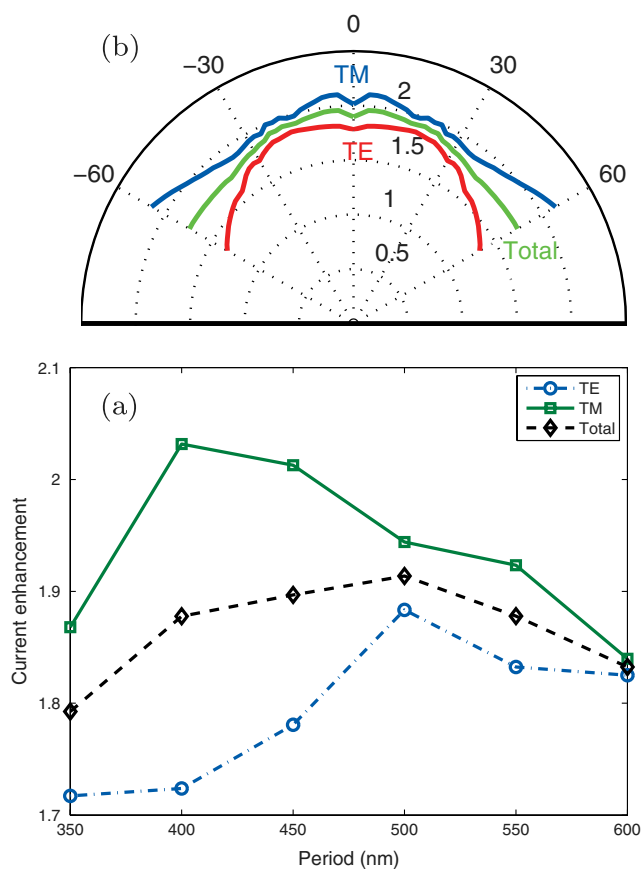 (b)
0
−30
30
−60
60
TM
2
TE
1.5
1
0.5
Total
(a)
2.1
2
1.9
1.8
1.7
Current enhancement
TE
TM
Total
350
400
450
500
550
600
Period (nm)